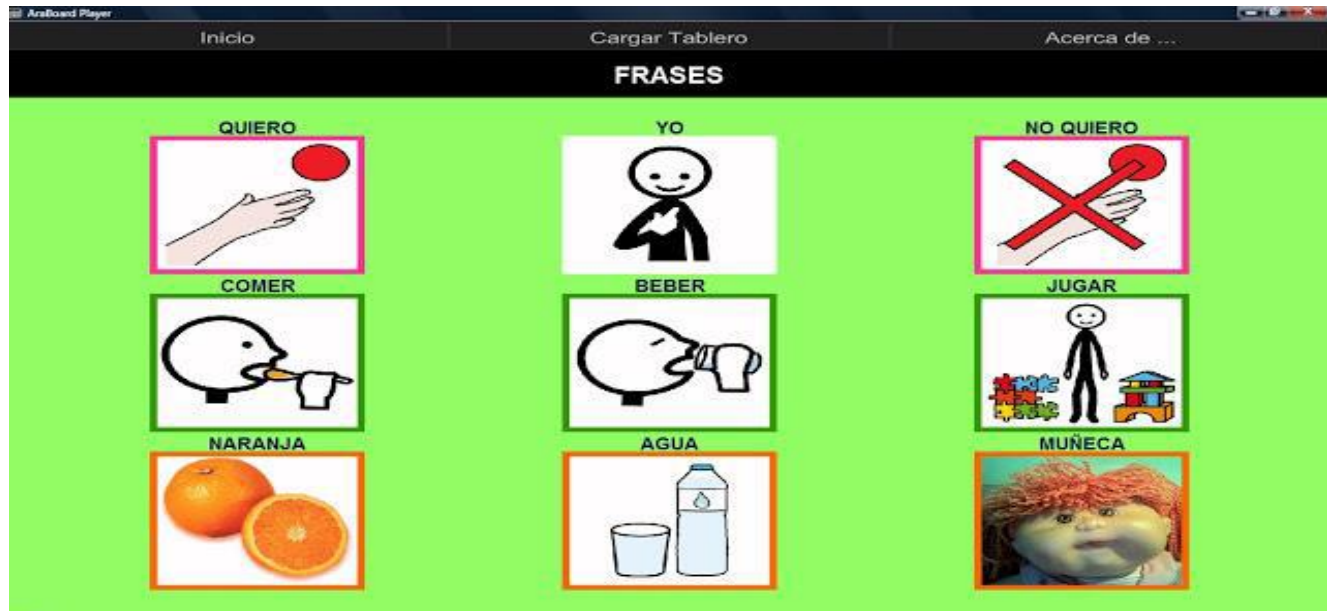 AraBoard Player
Inicio Cargar Tablero Acerca de ...
FRASES
QUIERO YO NO QUIERO
COMER BEBER JUGAR
NARANJA AGUA MUÑECA